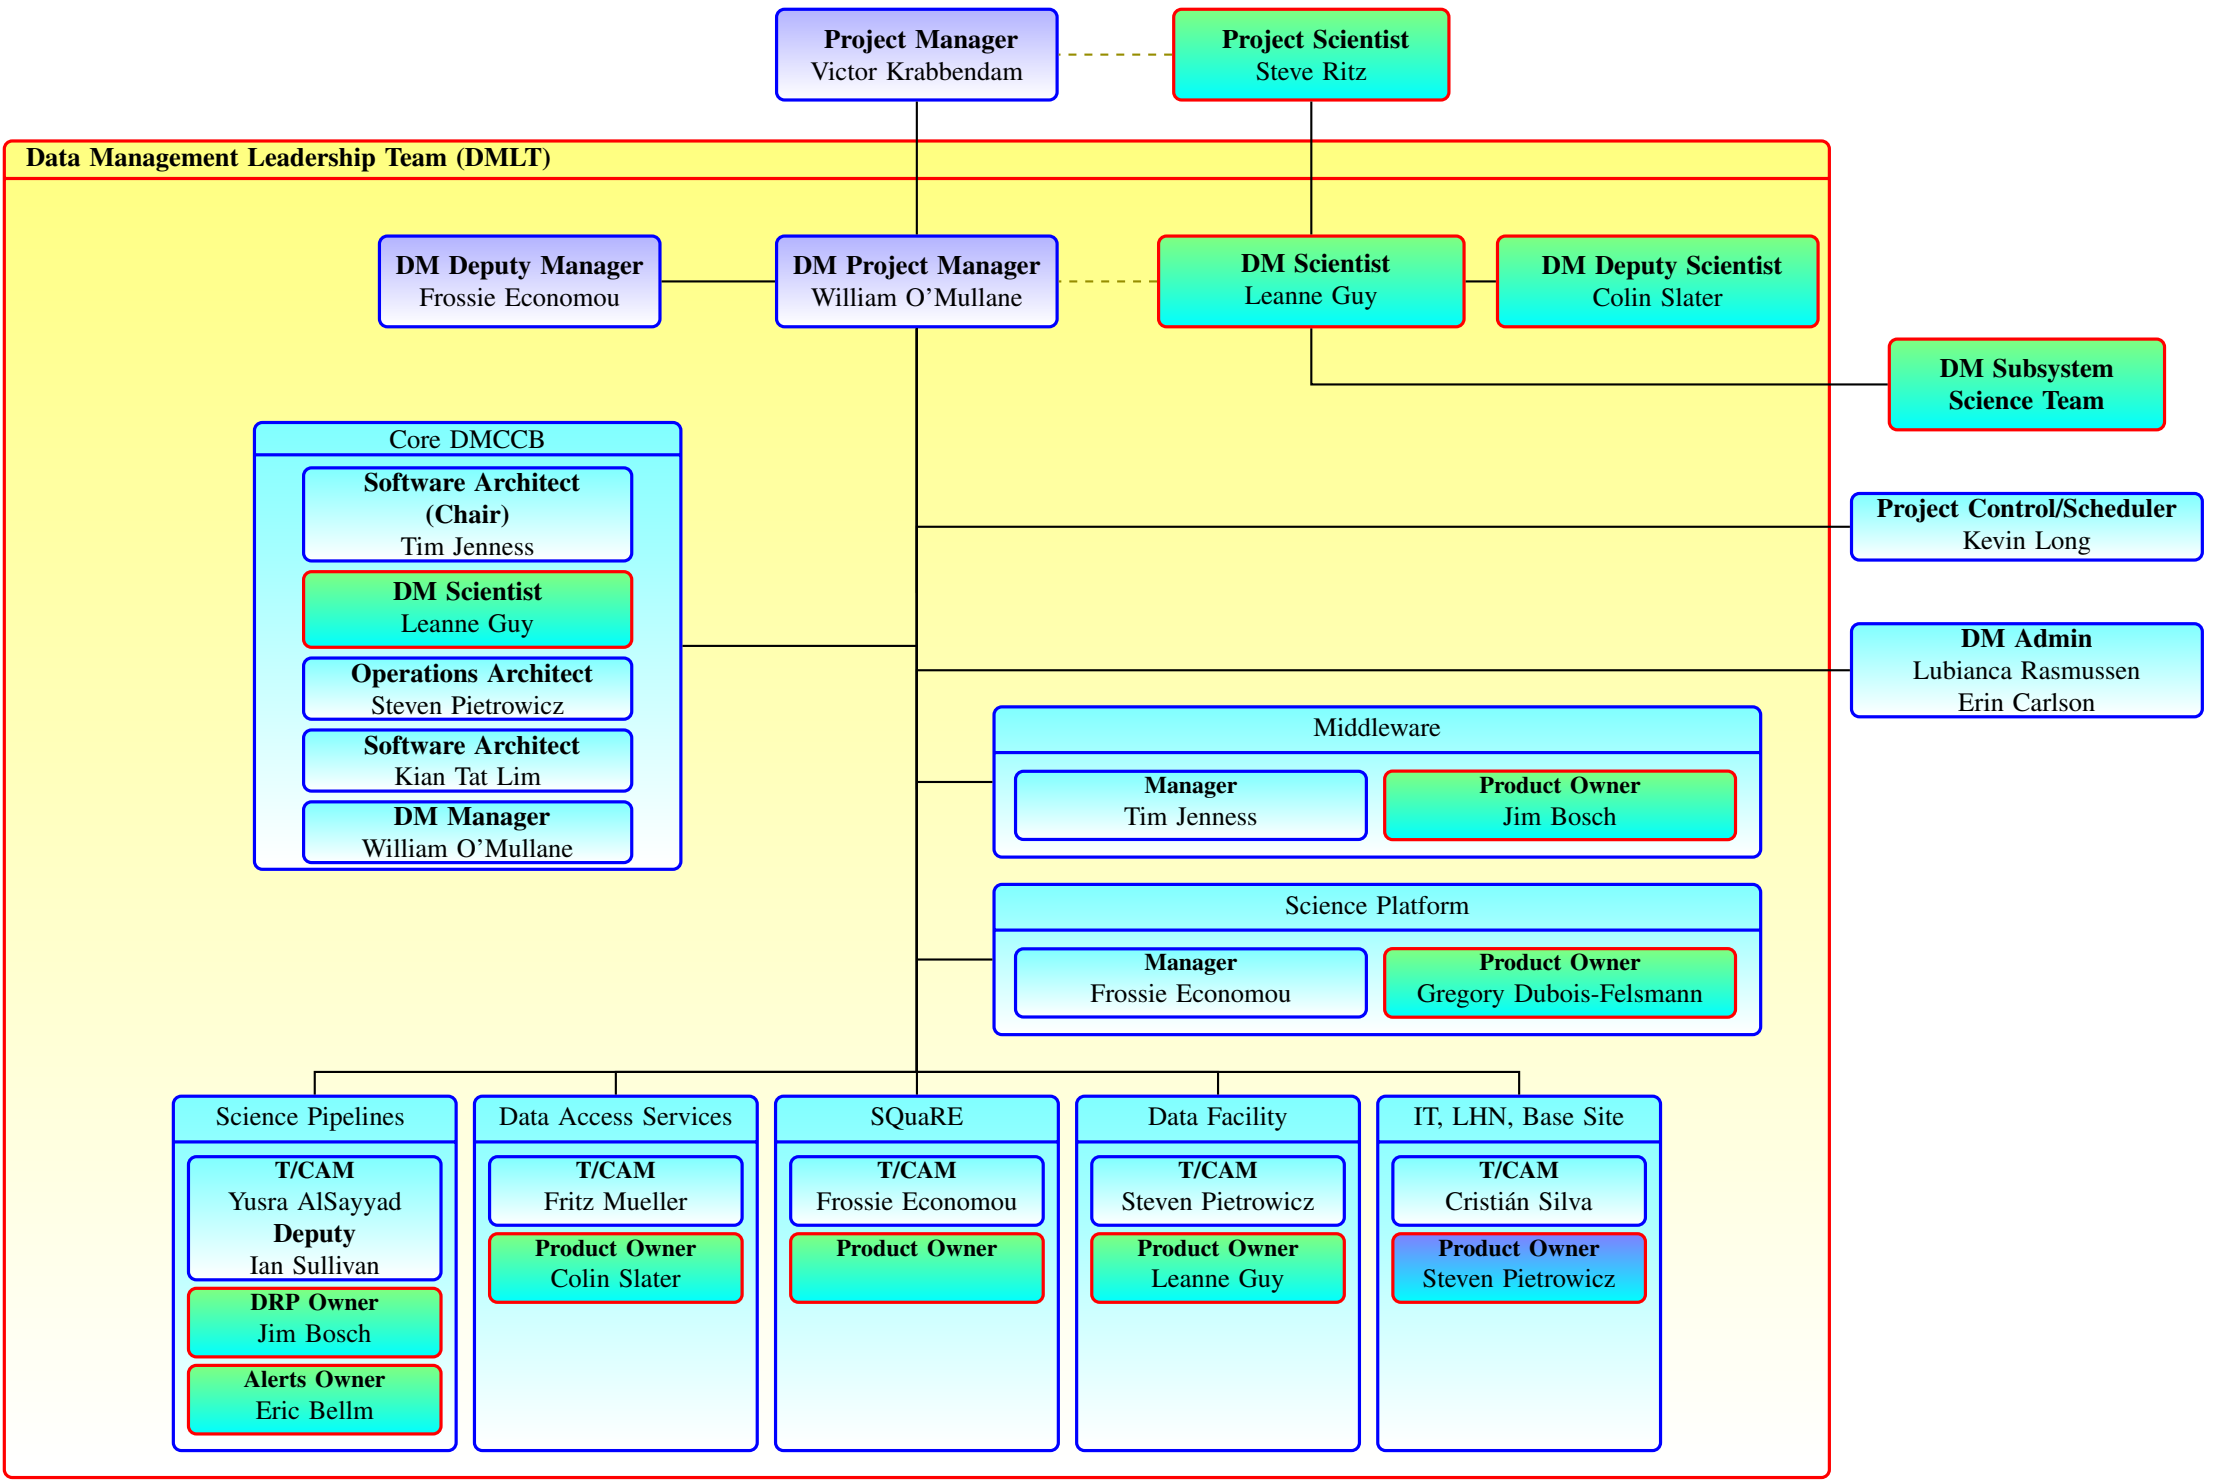 Project Manager
Victor Krabbendam
Project Scientist
Steve Ritz
Data Management Leadership Team (DMLT)
DM Deputy Manager
Frossie Economou
DM Project Manager
William O'Mullane
DM Scientist
Leanne Guy
DM Deputy Scientist
Colin Slater
DM Subsystem
Science Team
Core DMCCB
Software Architect
(Chair)
Tim Jenness
DM Scientist
Leanne Guy
Operations Architect
Steven Pietrowicz
Software Architect
Kian Tat Lim
DM Manager
William O'Mullane
Project Control/Scheduler
Kevin Long
DM Admin
Lubianca Rasmussen
Erin Carlson
Middleware
Manager
Tim Jenness
Product Owner
Jim Bosch
Science Platform
Manager
Frossie Economou
Product Owner
Gregory Dubois-Felsmann
Science Pipelines
T/CAM
Yusra AlSayyad
Deputy
Ian Sullivan
DRP Owner
Jim Bosch
Alerts Owner
Eric Bellm
Data Access Services
T/CAM
Fritz Mueller
Product Owner
Colin Slater
SQuaRE
T/CAM
Frossie Economou
Product Owner
Data Facility
T/CAM
Steven Pietrowicz
Product Owner
Leanne Guy
IT, LHN, Base Site
T/CAM
Cristián Silva
Product Owner
Steven Pietrowicz